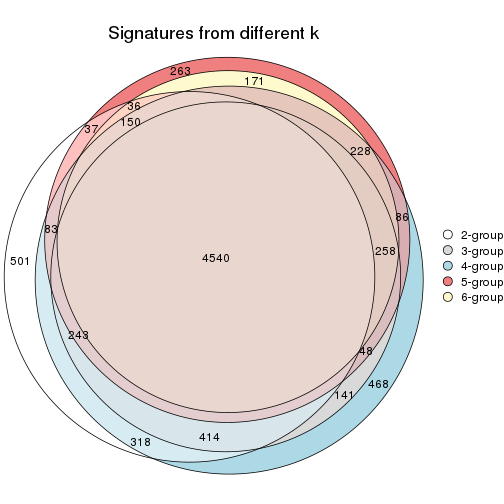 Signatures from different k
263
171
36
150
37
228
83
86
501
258
4540
243
48
468
141
414
318
2-group
3-group
4-group
5-group
6-group